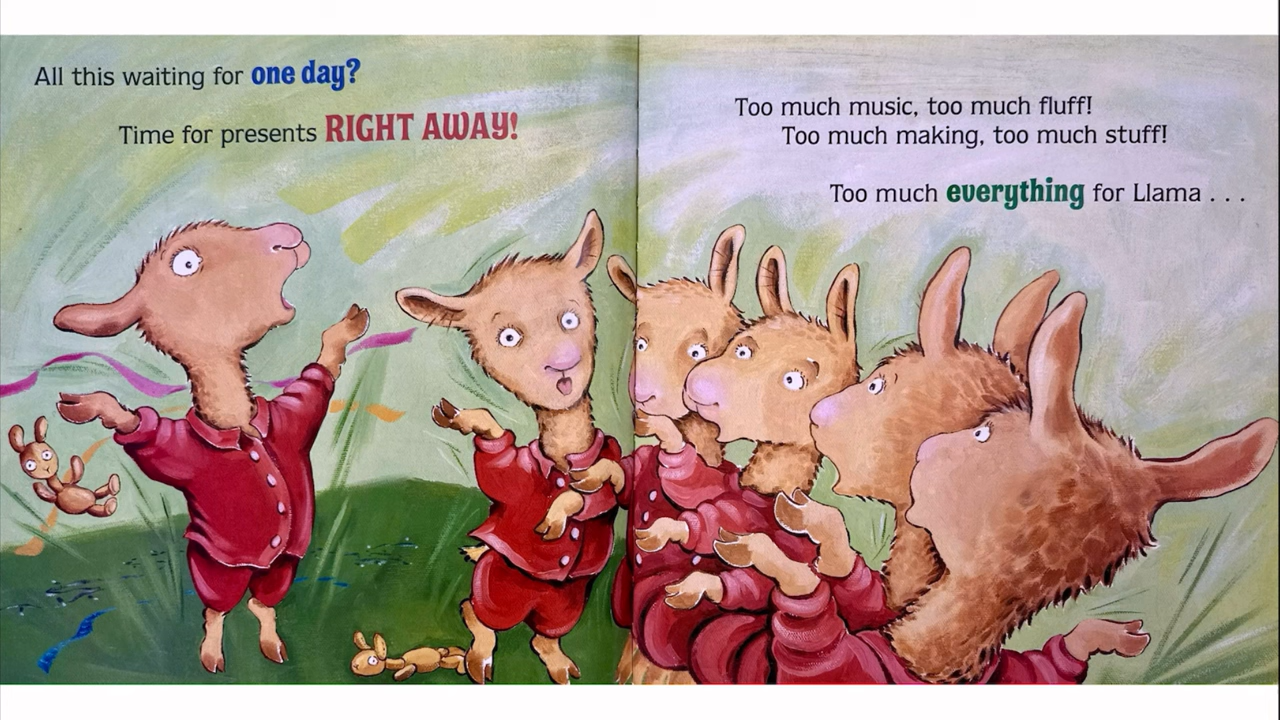 All this waiting for one day?
Time for presents RIGHT AWAY!
Too much music, too much fluff!
Too much making, too much stuff!
Too much everything for Llama . . .